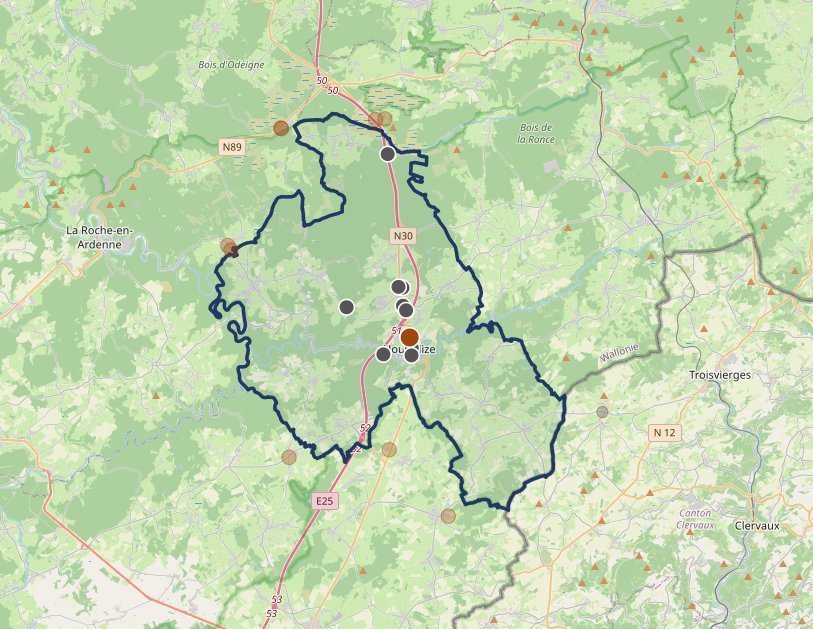 50
50
Bois d'Odeigne
Bois de
la Ronce
N89
La Roche-en-
Ardenne
N30
51
Wallonie
Troisvierges
52
N 12
52
E25
Canton
Clervaux
Clervaux
53
53